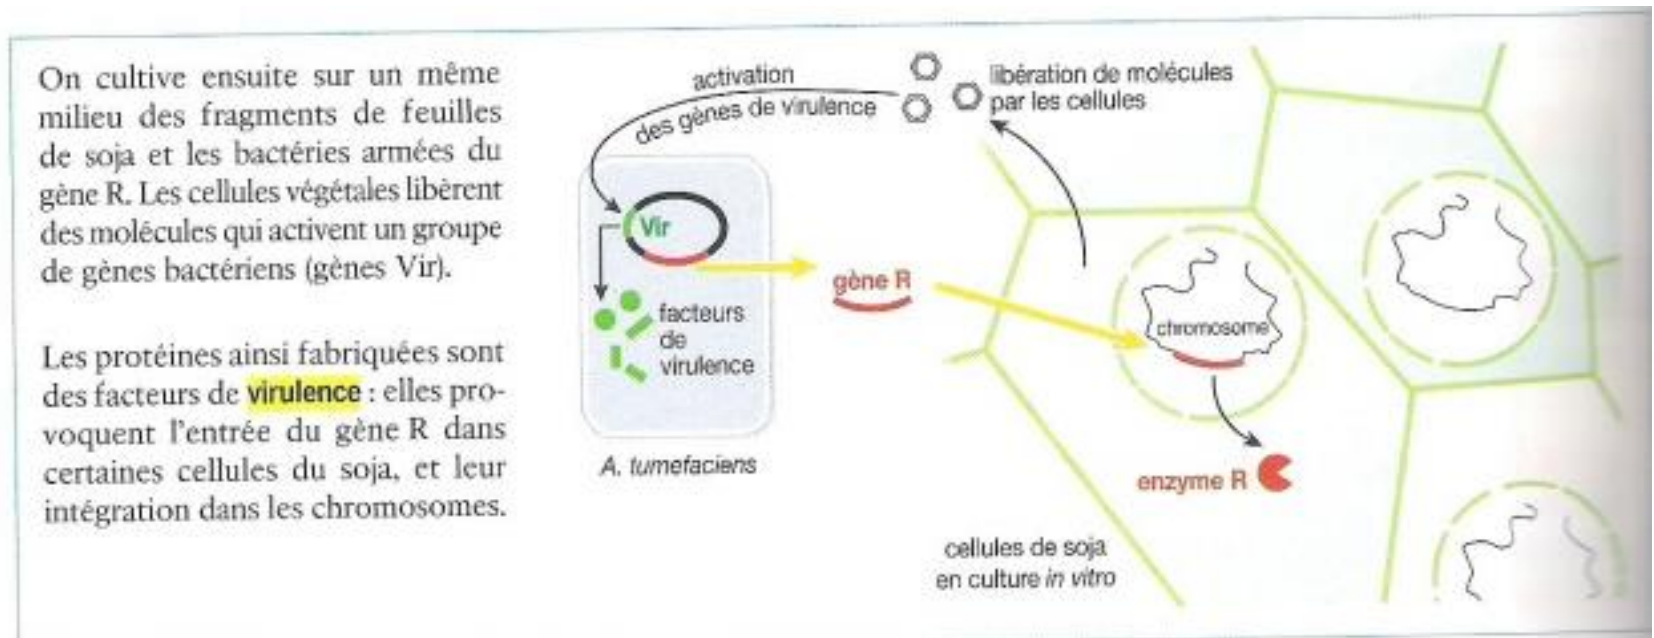 On cultive ensuite sur un même
milieu des fragments de feuilles
de soja et les bactéries armées du
gène R. Les cellules végétales libèrent
des molécules qui activent un groupe
de gènes bactériens (gènes Vir).
Les protéines ainsi fabriquées sont
des facteurs de virulence : elles pro-
voquent l'entrée du gène R dans
certaines cellules du soja, et leur
intégration dans les chromosomes.
activation
des gènes de virulence
libération de molécules
par les cellules
Vir
facteurs
de
virulence
A. tumefaciens
gène R
chromosome
enzyme R
cellules de soja
en culture in vitro